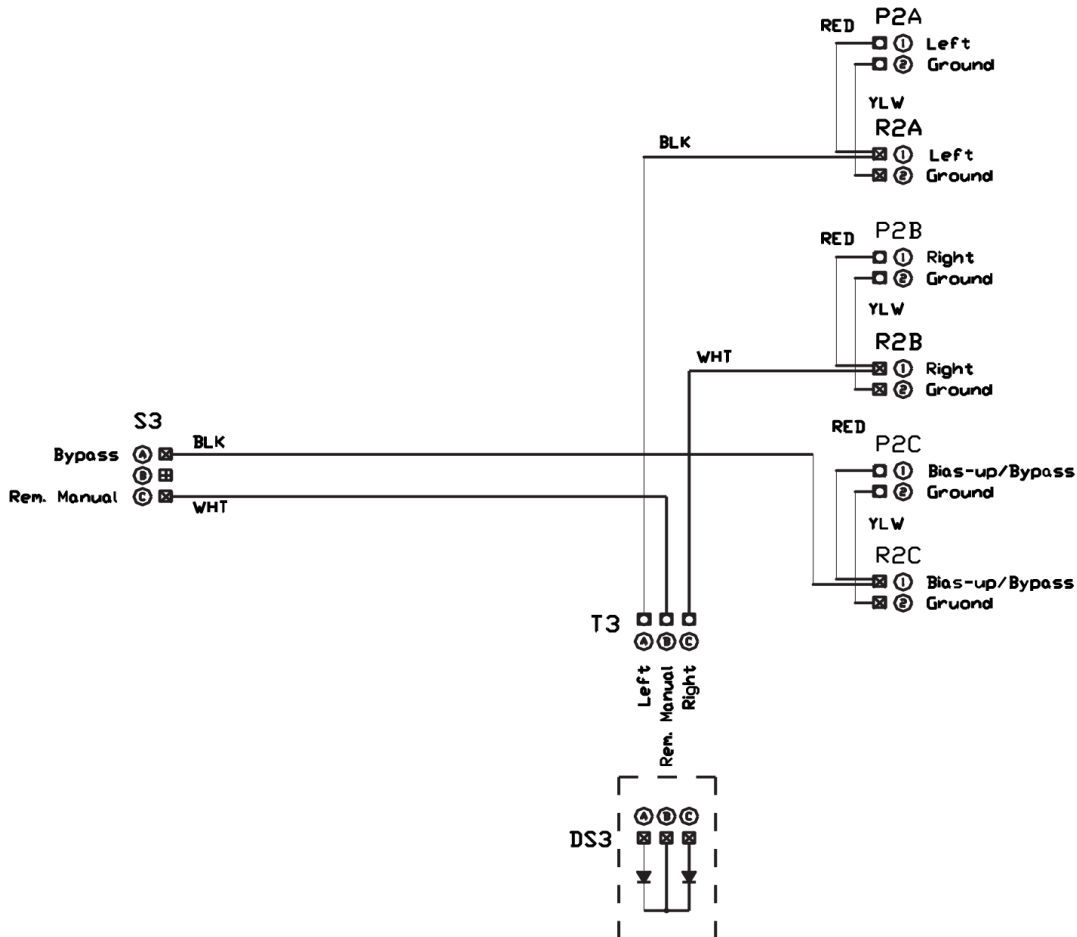 P2A
RED
① Left
② Ground
YLW
R2A
BLK
① Left
② Ground
P2B
RED
① Right
② Ground
YLW
R2B
WHT
① Right
② Ground
S3
RED
P2C
Bypass Ⓐ
BLK
① Bias-up/Bypass
Ⓑ
② Ground
Rem. Manual Ⓒ
WHT
YLW
R2C
① Bias-up/Bypass
② Gruond
T3
Ⓐ Ⓑ Ⓒ
Left
Rem. Manual
Right
Ⓐ Ⓑ Ⓒ
DS3